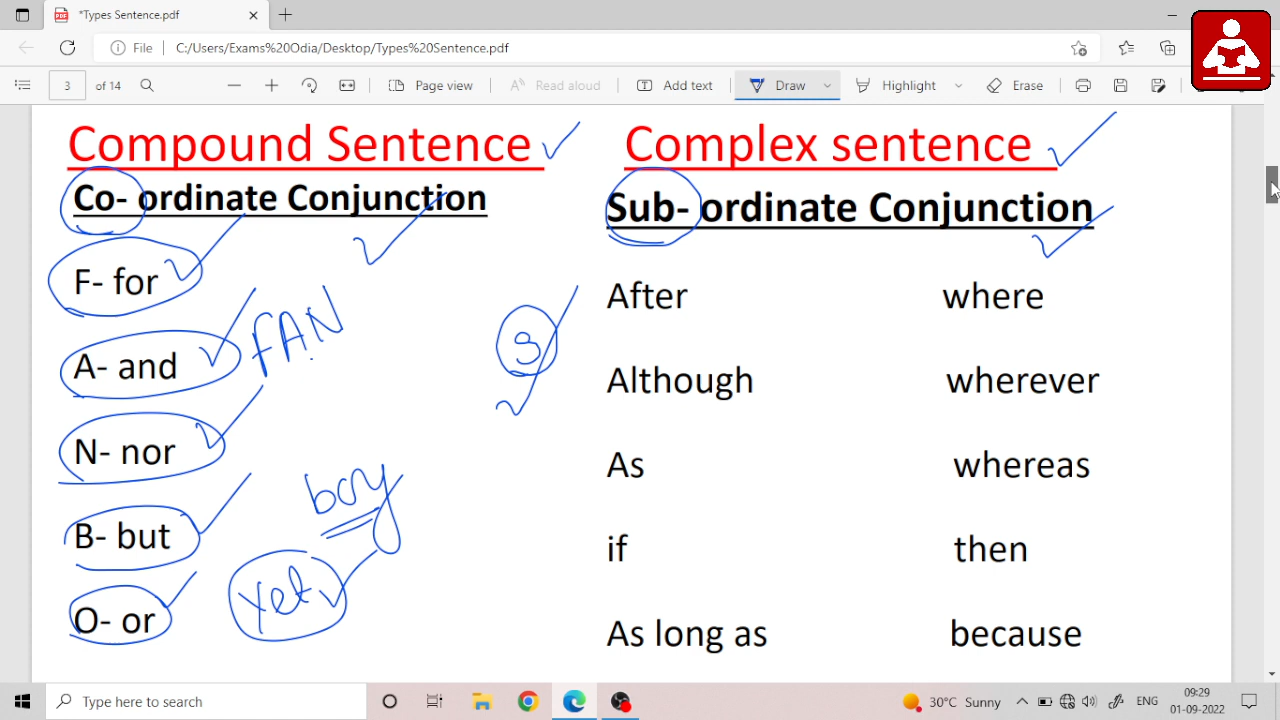 *Types Sentence.pdf
File C:/Users/Exams%20Odia/Desktop/Types%20Sentence.pdf
3 of 14 Page view Read aloud Add text Draw Highlight Erase
Compound Sentence Complex sentence
Co- ordinate Conjunction Sub- ordinate Conjunction
F- for
After where
FAN
A- and
Although wherever
N- nor
As whereas
boy
B- but
if then
Yet
O- or
As long as because
Type here to search 30°C Sunny ENG 09:29
01-09-2022